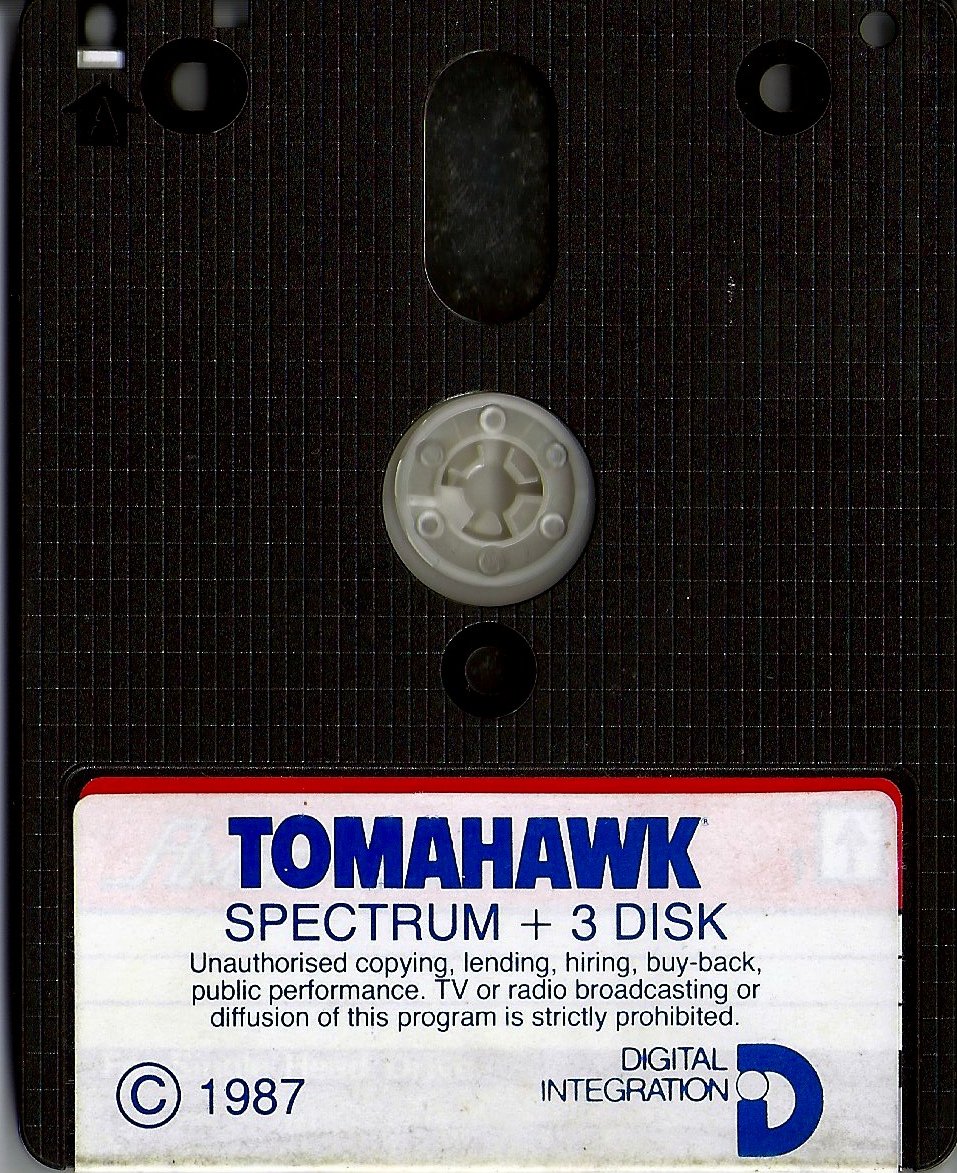 A
TOMAHAWK®
SPECTRUM + 3 DISK
Unauthorised copying, lending, hiring, buy-back,
public performance. TV or radio broadcasting or
diffusion of this program is strictly prohibited.
© 1987
DIGITAL
INTEGRATION